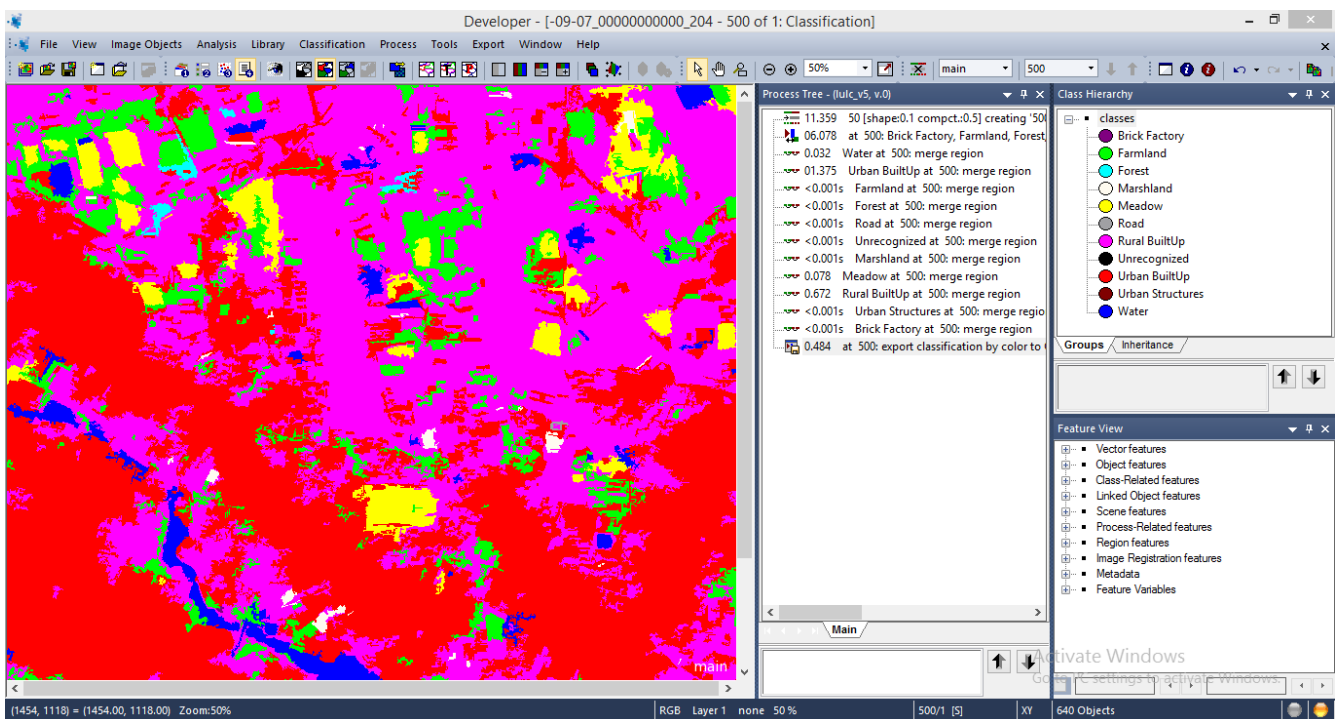 Developer - [-09-07_00000000000_204 - 500 of 1: Classification]
File View Image Objects Analysis Library Classification Process Tools Export Window Help
50% main 500
Process Tree - (lulc_v5, v.0)
11.359 50 [shape:0.1 compct.:0.5] creating '500
06.078 at 500: Brick Factory, Farmland, Forest,
0.032 Water at 500: merge region
01.375 Urban BuiltUp at 500: merge region
<0.001s Farmland at 500: merge region
<0.001s Forest at 500: merge region
<0.001s Road at 500: merge region
<0.001s Unrecognized at 500: merge region
<0.001s Marshland at 500: merge region
0.078 Meadow at 500: merge region
0.672 Rural BuiltUp at 500: merge region
<0.001s Urban Structures at 500: merge regio
<0.001s Brick Factory at 500: merge region
0.484 at 500: export classification by color to
Main
Class Hierarchy
classes
Brick Factory
Farmland
Forest
Marshland
Meadow
Road
Rural BuiltUp
Unrecognized
Urban BuiltUp
Urban Structures
Water
Groups Inheritance
Feature View
Vector features
Object features
Class-Related features
Linked Object features
Scene features
Process-Related features
Region features
Image Registration features
Metadata
Feature Variables
main
Activate Windows
Go to PC settings to activate Windows.
(1454, 1118) = (1454.00, 1118.00) Zoom:50%
RGB Layer 1 none 50 % 500/1 [S] XY 640 Objects